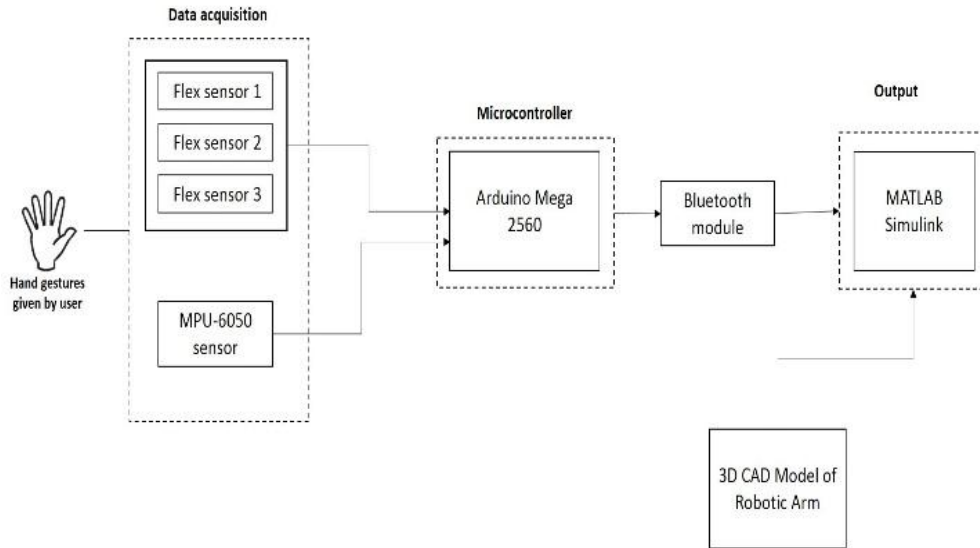 Data acquisition
Flex sensor 1
Flex sensor 2
Flex sensor 3
MPU-6050
sensor
Hand gestures
given by user
Microcontroller
Arduino Mega
2560
Bluetooth
module
Output
MATLAB
Simulink
3D CAD Model of
Robotic Arm